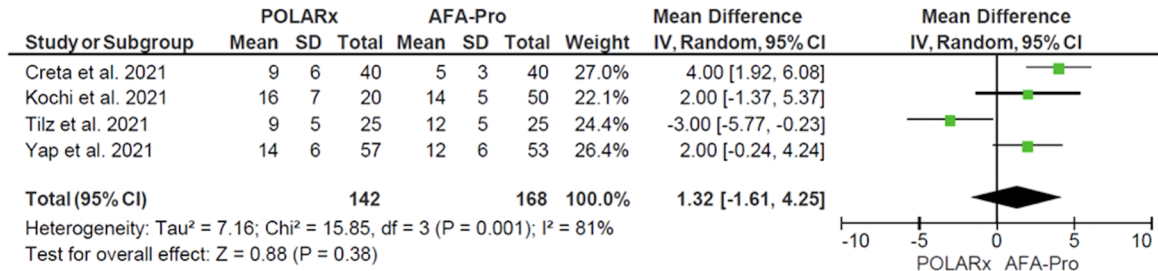 POLARx AFA-Pro Mean Difference Mean Difference
Study or Subgroup Mean SD Total Mean SD Total Weight IV, Random, 95% CI IV, Random, 95% CI
Creta et al. 2021 9 6 40 5 3 40 27.0% 4.00 [1.92, 6.08]
Kochi et al. 2021 16 7 20 14 5 50 22.1% 2.00 [-1.37, 5.37]
Tilz et al. 2021 9 5 25 12 5 25 24.4% -3.00 [-5.77, -0.23]
Yap et al. 2021 14 6 57 12 6 53 26.4% 2.00 [-0.24, 4.24]
Total (95% CI) 142 168 100.0% 1.32 [-1.61, 4.25]
Heterogeneity: Tau² = 7.16; Chi² = 15.85, df = 3 (P = 0.001); I² = 81%
Test for overall effect: Z = 0.88 (P = 0.38)
-10 -5 0 5 10
POLARx AFA-Pro